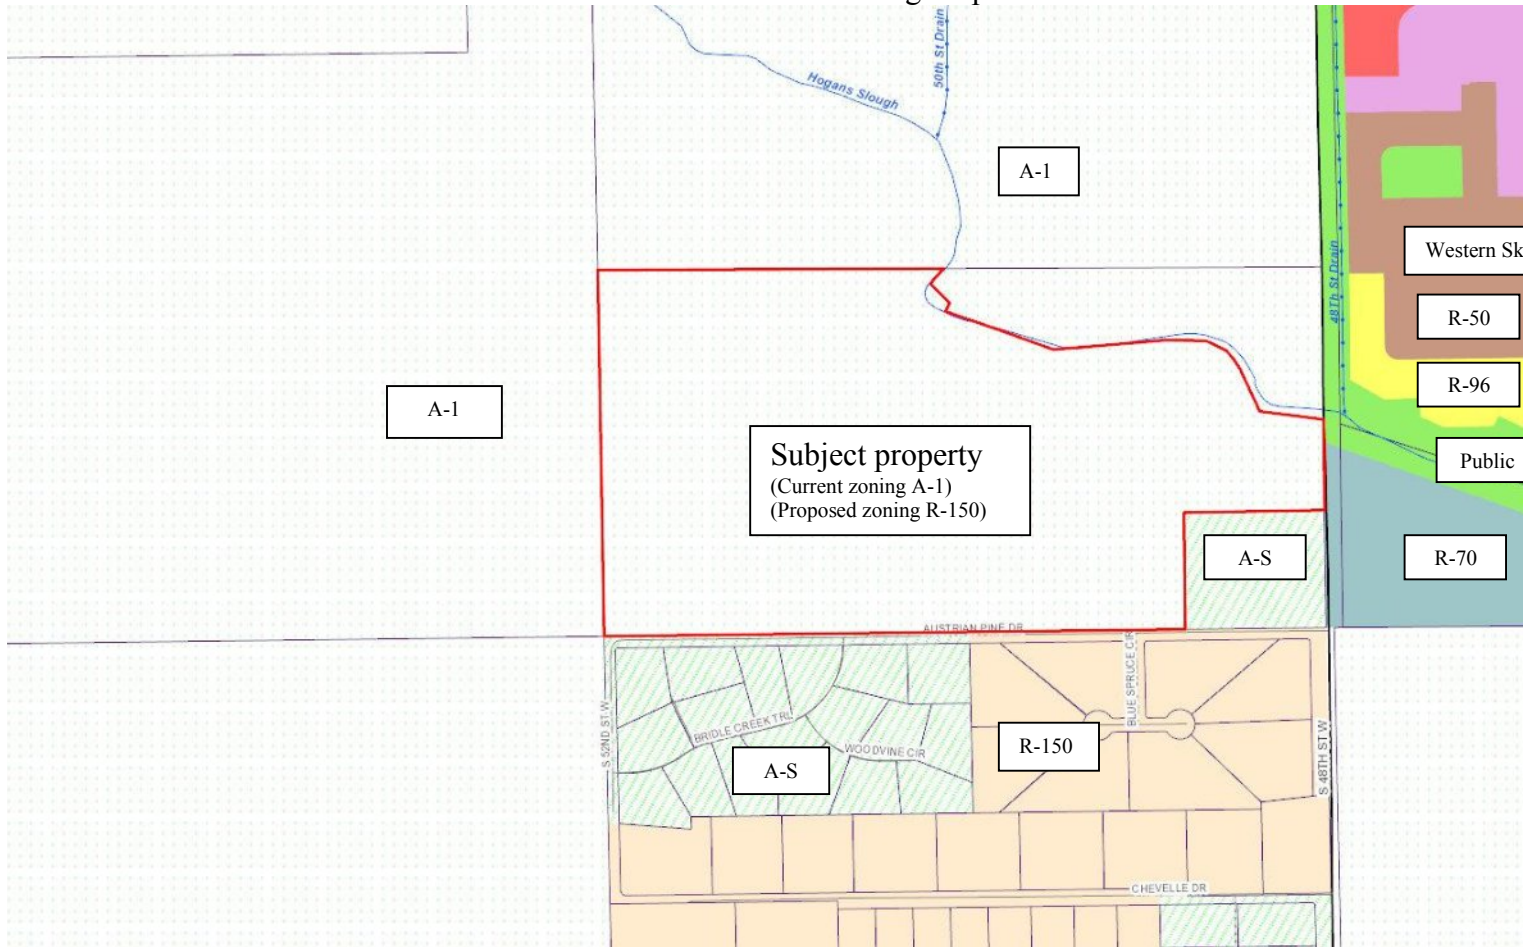 50th St Drain
Hogans Slough
A-1
48Th St Drain
Western Sk
R-50
R-96
A-1
Subject property
(Current zoning A-1)
(Proposed zoning R-150)
Public
A-S
R-70
AUSTRIAN PINE DR
BLUE SPRUCE CIR
S 52ND ST W
BRIDLE CREEK TRL
WOODVINE CIR
R-150
A-S
S 48TH ST W
CHEVELLE DR